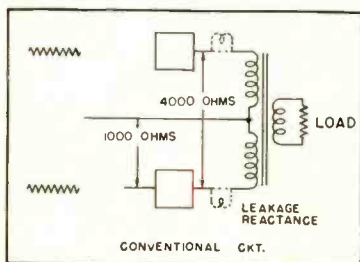 4000 OHMS
1000 OHMS
LOAD
LEAKAGE
REACTANCE
CONVENTIONAL CKT.